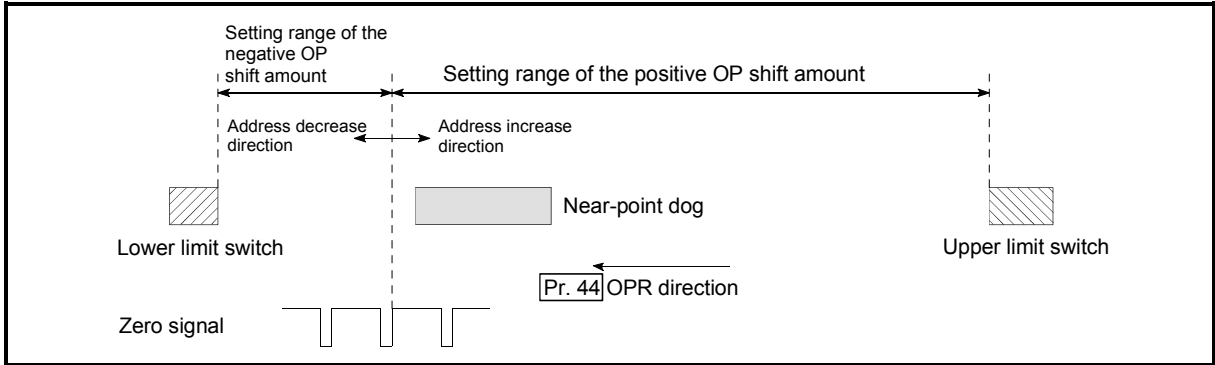 Setting range of the
negative OP
shift amount
Setting range of the positive OP shift amount
Address decrease
direction
Address increase
direction
Near-point dog
Lower limit switch
Upper limit switch
Pr. 44 OPR direction
Zero signal